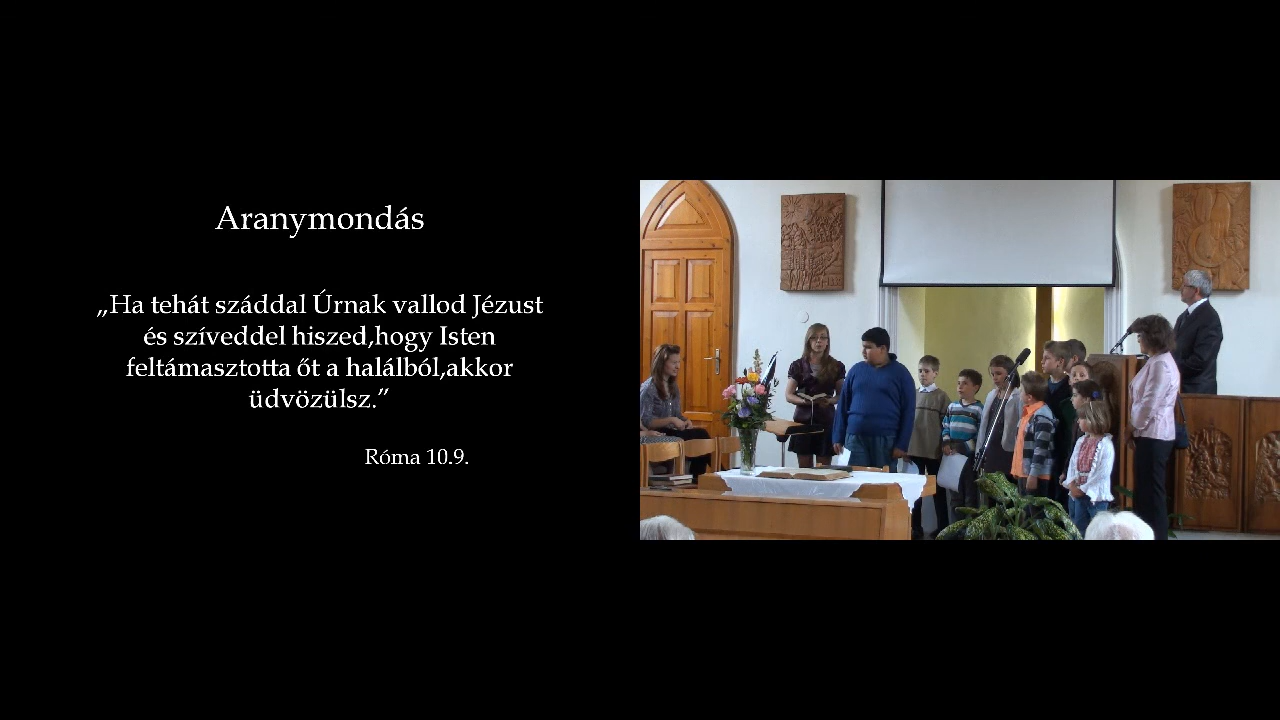 Aranymondás
„Ha tehát száddal Úrnak vallod Jézust
és szíveddel hiszed,hogy Isten
feltámasztotta őt a halálból,akkor
üdvözülsz.”
Róma 10.9.